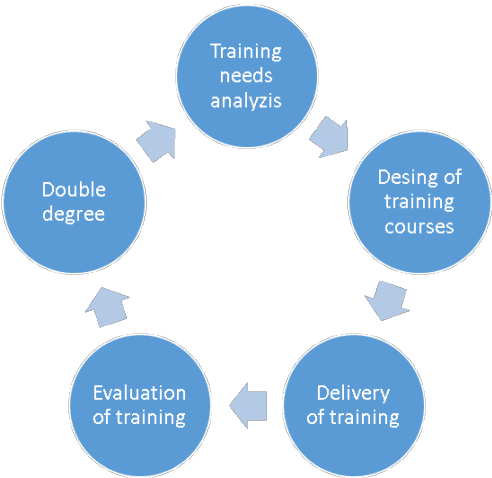 Training
needs
analyzis
Desing of
training
courses
Delivery
of training
Evaluation
of training
Double
degree